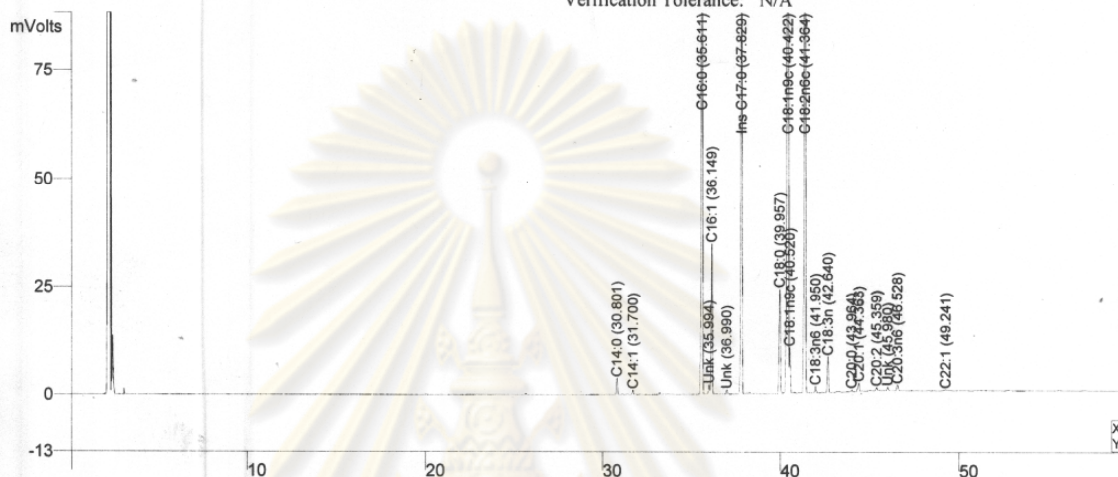 Verification Tolerance: N/A
mVolts
75
50
25
0
-13
C14:0 (30.801)
C14:1 (31.700)
C16:0 (35.611)
Unk (35.994)
C16:1 (36.149)
Unk (36.990)
Ins C17:0 (37.829)
C18:0 (39.957)
C18:1n9c (40.422)
C18:1n9c (40.520)
C18:2n6c (41.364)
C18:3n6 (41.950)
C18:3n (42.640)
C20:0 (43.964)
C20:1 (44.363)
C20:2 (45.359)
Unk (45.980)
C20:3n6 (46.528)
C22:1 (49.241)
10
20
30
40
50
X
Y